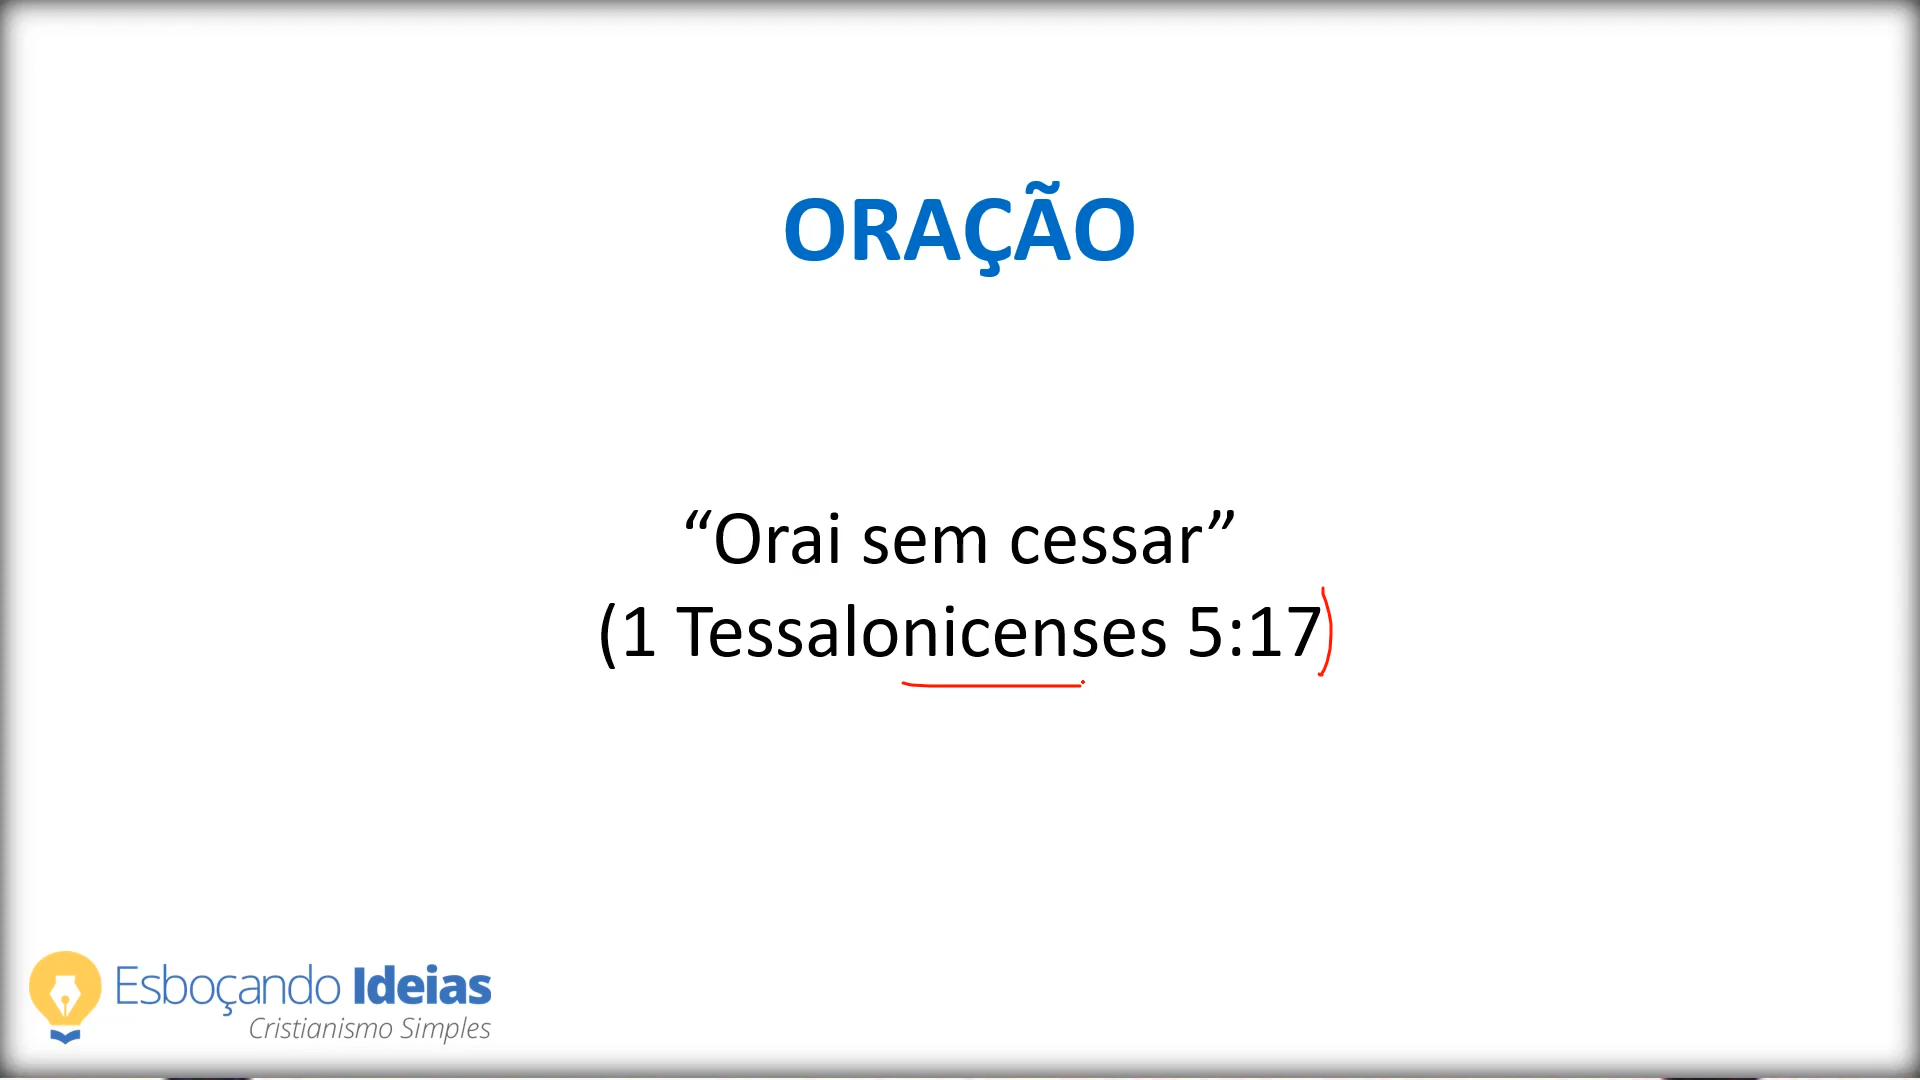 ORAÇÃO
“Orai sem cessar”
(1 Tessalonicenses 5:17)
Esboçando Ideias
Cristianismo Simples